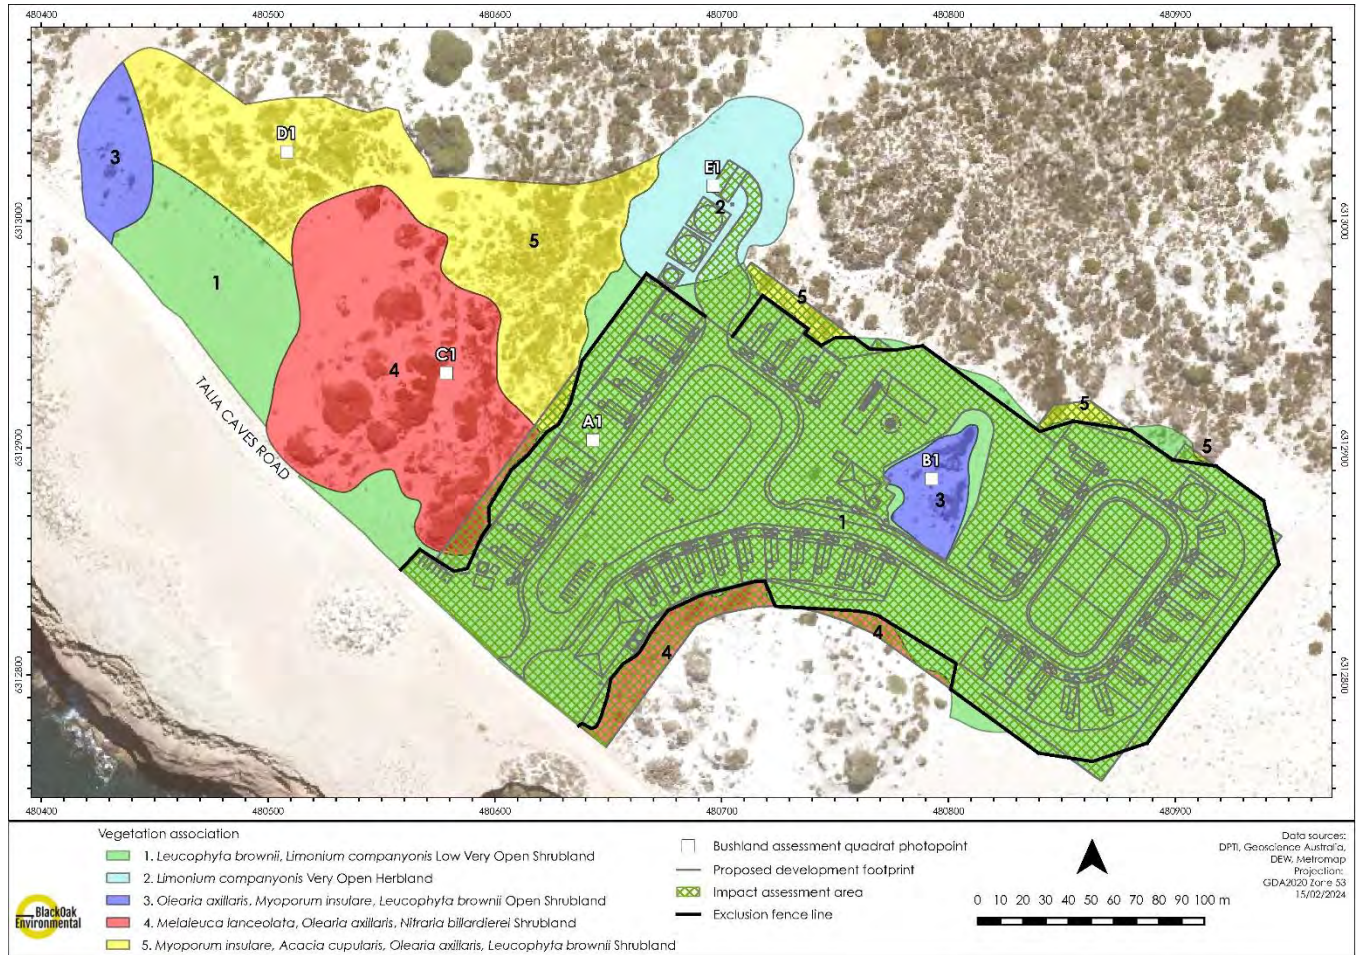 480400 480500 480600 480700 480800 480900
6313000
6312900
6312800
6313000
6312900
6312800
D1
3
E1
2
5
1
5
C1
4
5
A1
5
B1
3
1
TALIA CAVES ROAD
4
4
480400 480500 480600 480700 480800 480900
Vegetation association
1. Leucophyta brownii, Limonium companyonis Low Very Open Shrubland
2. Limonium companyonis Very Open Herbland
3. Olearia axillaris, Myoporum insulare, Leucophyta brownii Open Shrubland
4. Melaleuca lanceolata, Olearia axillaris, Nitraria billardierei Shrubland
5. Myoporum insulare, Acacia cupularis, Olearia axillaris, Leucophyta brownii Shrubland
BlackOak
Environmental
Bushland assessment quadrat photopoint
Proposed development footprint
Impact assessment area
Exclusion fence line
0 10 20 30 40 50 60 70 80 90 100 m
Data sources:
DPTI, Geoscience Australia,
DEW, Metromap
Projection:
GDA2020 Zone 53
15/02/2024